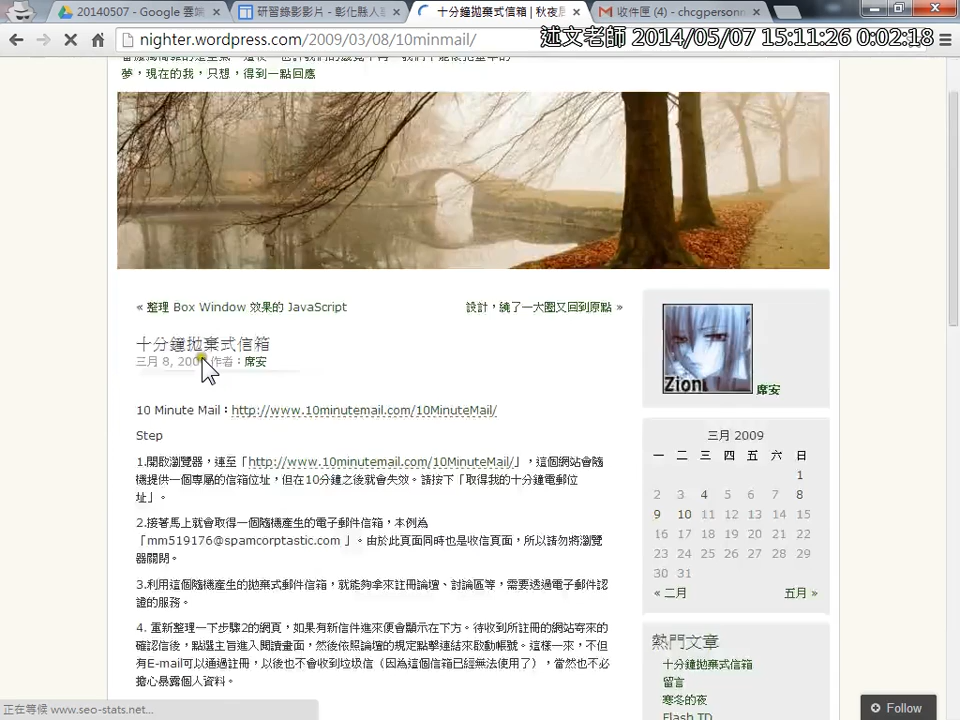 20140507 - Google 雲端
研習錄影影片 - 彰化縣人
十分鐘拋棄式信箱 | 秋夜
收件匣 (4) - chcgpersonn
nighter.wordpress.com/2009/03/08/10minmail/
述文老師 2014/05/07 15:11:26 0:02:18
夢，現在的我，只想，得到一點回應
« 整理 Box Window 效果的 JavaScript
設計，繞了一大圈又回到原點 »
十分鐘拋棄式信箱
三月 8, 200 作者：席安
10 Minute Mail：http://www.10minutemail.com/10MinuteMail/
Step
1.開啟瀏覽器，連至「http://www.10minutemail.com/10MinuteMail/」，這個網站會隨
機提供一個專屬的信箱位址，但在10分鐘之後就會失效。請按下「取得我的十分鐘電郵位
址」。
2.接著馬上就會取得一個隨機產生的電子郵件信箱，本例為
「mm519176@spamcorptastic.com 」。由於此頁面同時也是收信頁面，所以請勿將瀏覽
器關閉。
3.利用這個隨機產生的拋棄式郵件信箱，就能夠拿來註冊論壇、討論區等，需要透過電子郵件認
證的服務。
4. 重新整理一下步驟2的網頁，如果有新信件進來便會顯示在下方。待收到所註冊的網站寄來的
確認信後，點選主旨進入閱讀畫面，然後依照論壇的規定點擊連結來啟動帳號。這樣一來，不但
有E-mail可以通過註冊，以後也不會收到垃圾信（因為這個信箱已經無法使用了），當然也不必
擔心暴露個人資料。
Zion
席安
三月 2009
一 二 三 四 五 六 日
1
2 3 4 5 6 7 8
9 10 11 12 13 14 15
16 17 18 19 20 21 22
23 24 25 26 27 28 29
30 31
« 二月
五月 »
熱門文章
十分鐘拋棄式信箱
留言
寒冬的夜
Flash TD
正在等候 www.seo-stats.net...
Follow